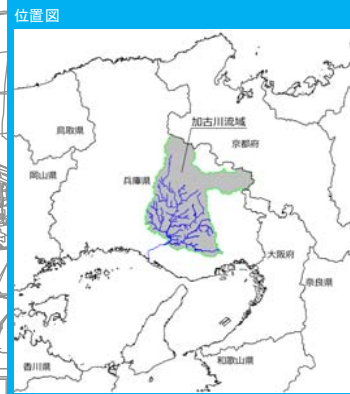 位置図
加古川流域
京都府
鳥取県
兵庫県
岡山県
大阪府
奈良県
香川県
和歌山県